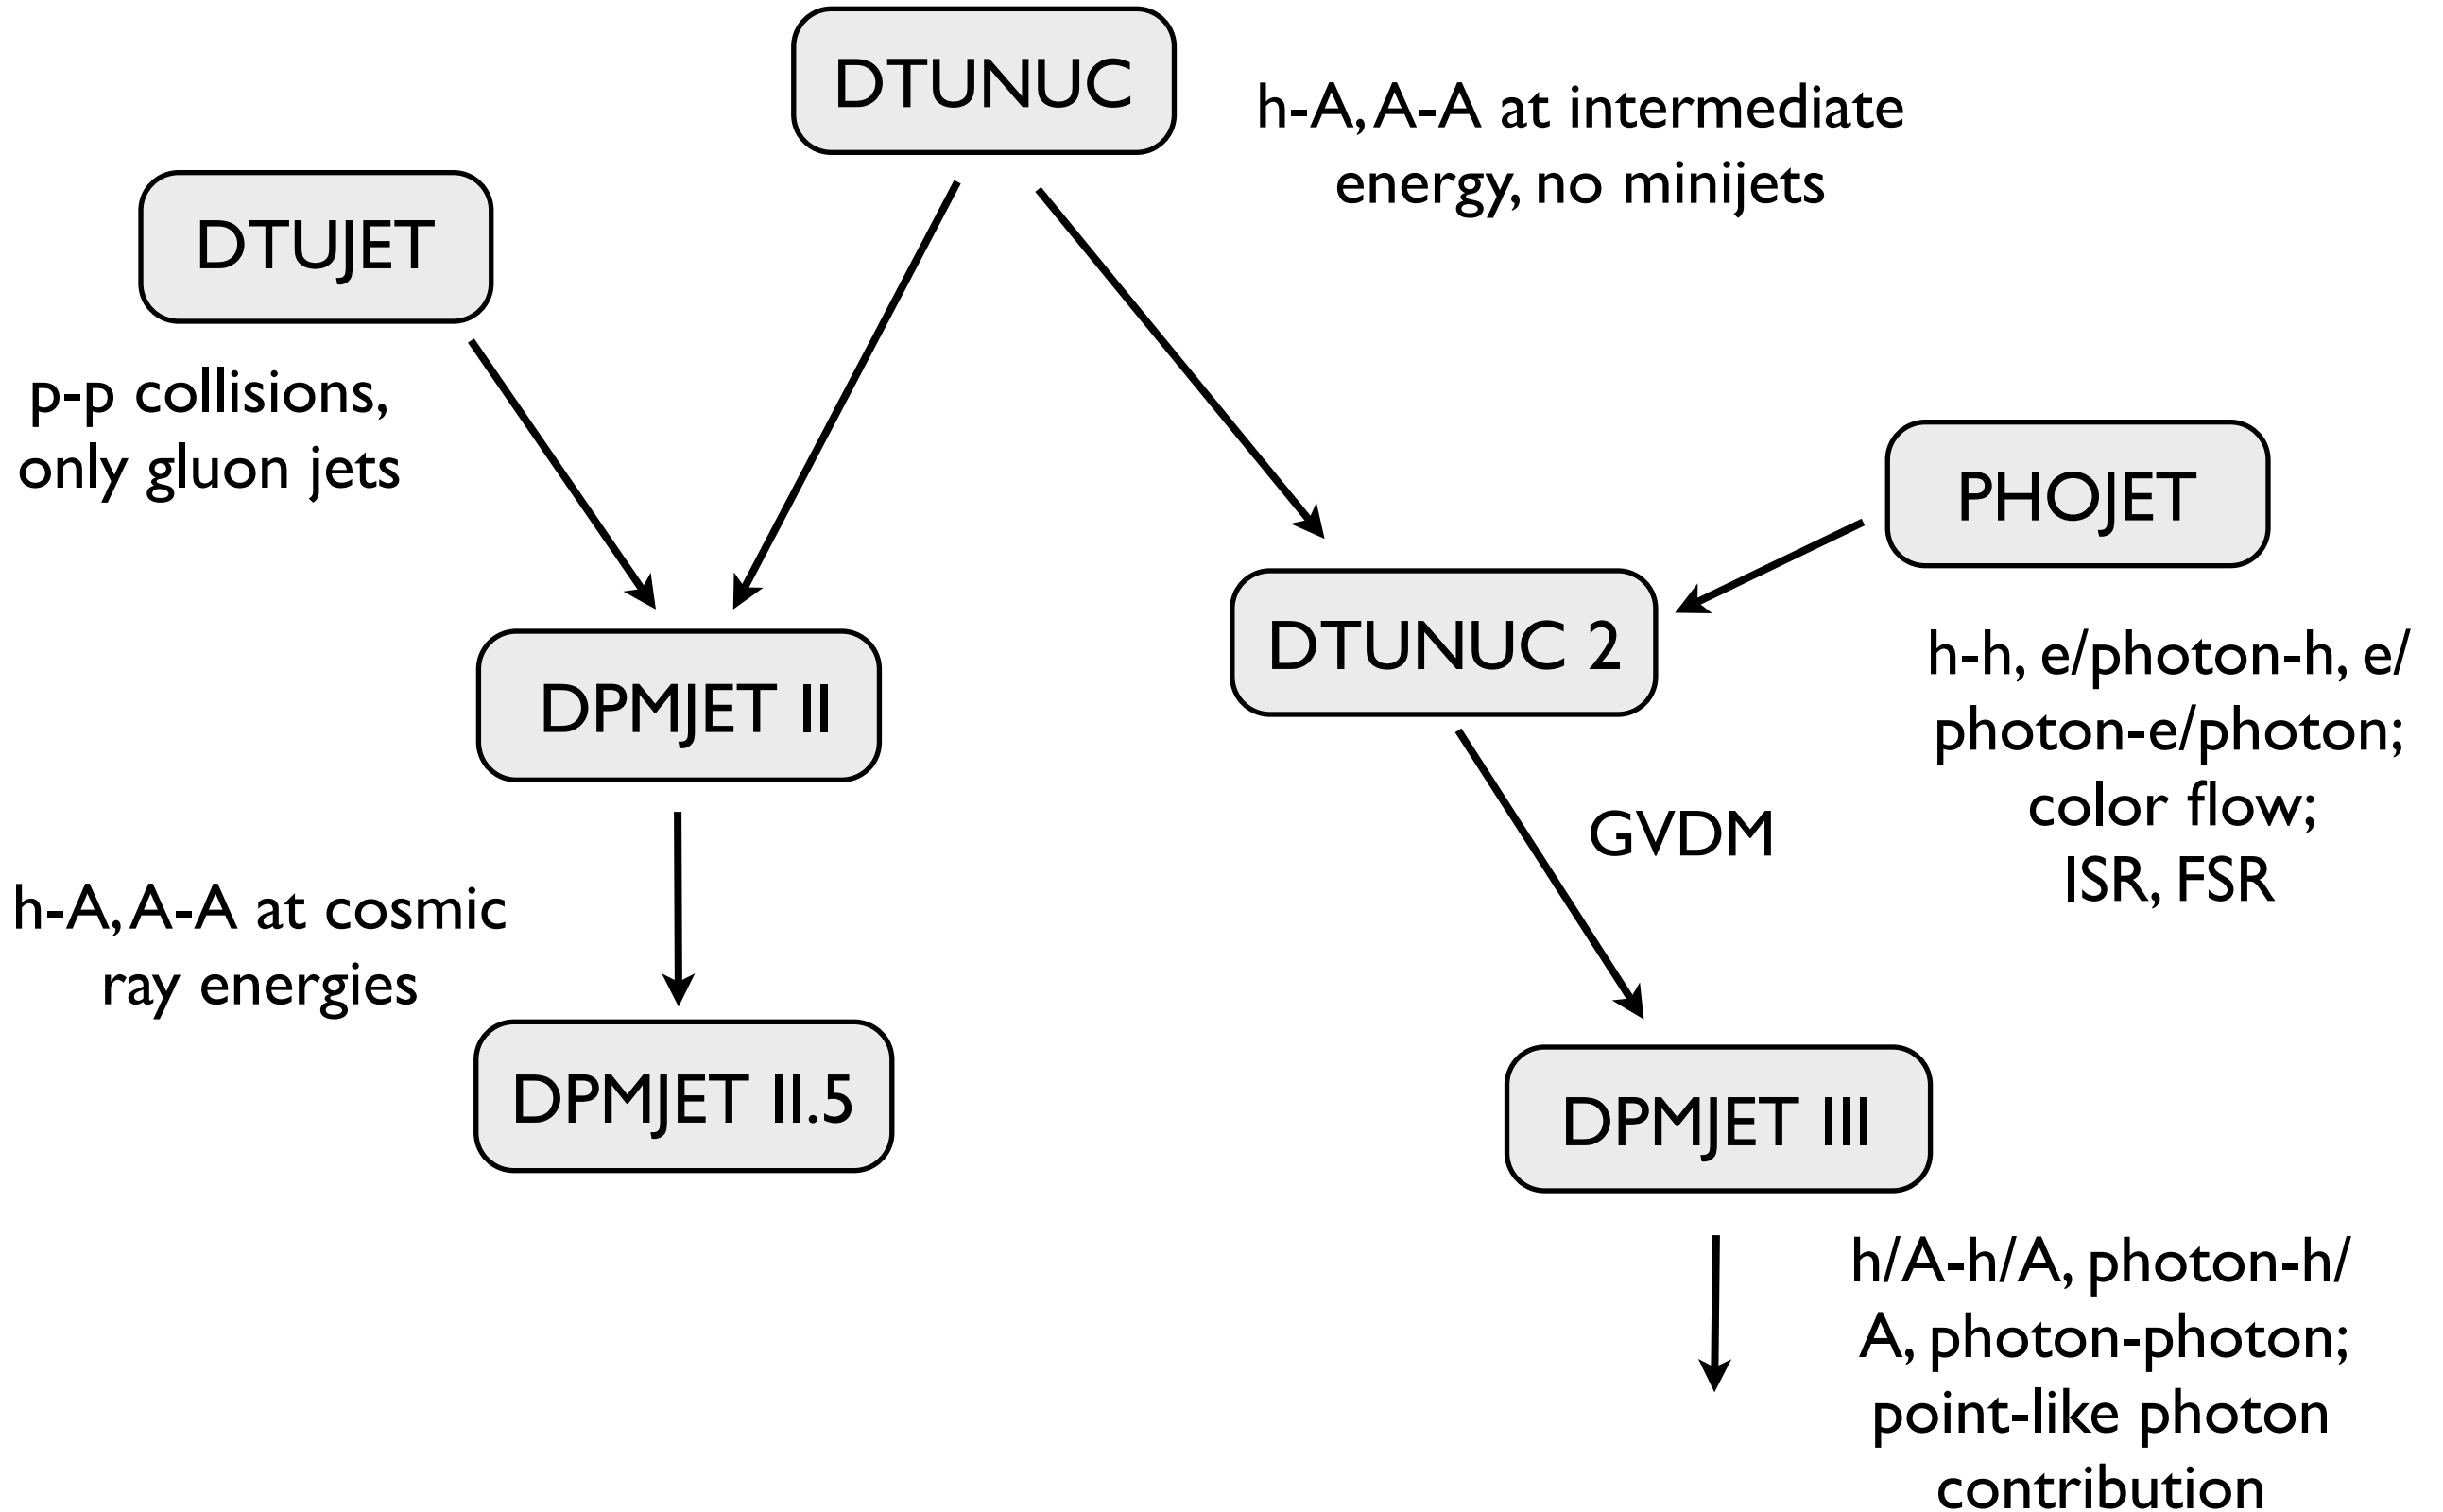 DTUNUC
h-A, A-A at intermediate
energy, no minijets
DTUJET
p-p collisions,
only gluon jets
PHOJET
h-h, e/photon-h, e/
photon-e/photon;
color flow;
ISR, FSR
DTUNUC 2
DPMJET II
GVDM
h-A, A-A at cosmic
ray energies
DPMJET II.5
DPMJET III
h/A-h/A, photon-h/
A, photon-photon;
point-like photon
contribution